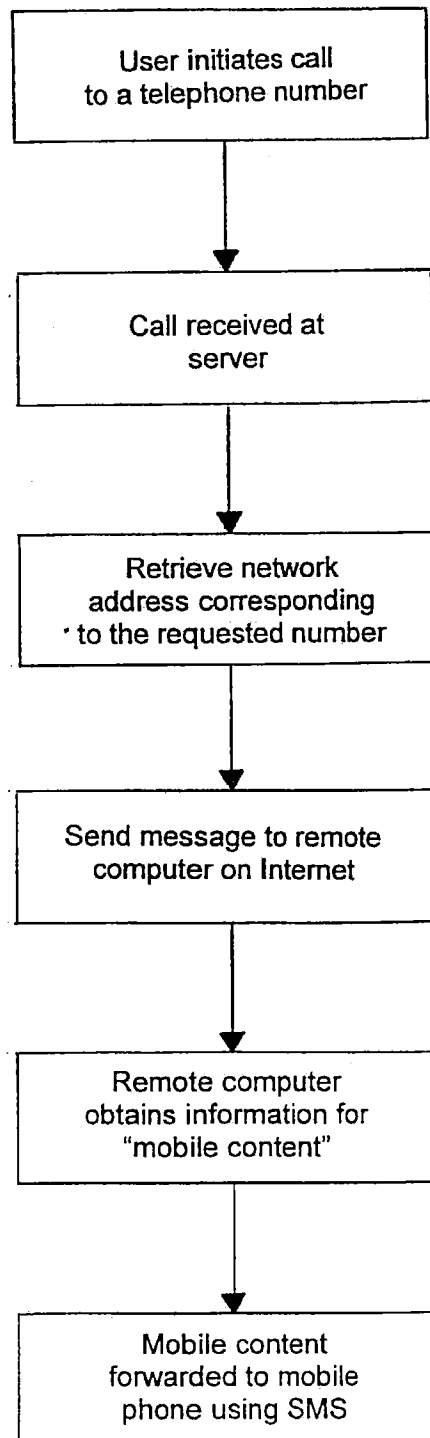 User initiates call
to a telephone number
Call received at
server
Retrieve network
address corresponding
to the requested number
Send message to remote
computer on Internet
Remote computer
obtains information for
“mobile content”
Mobile content
forwarded to mobile
phone using SMS